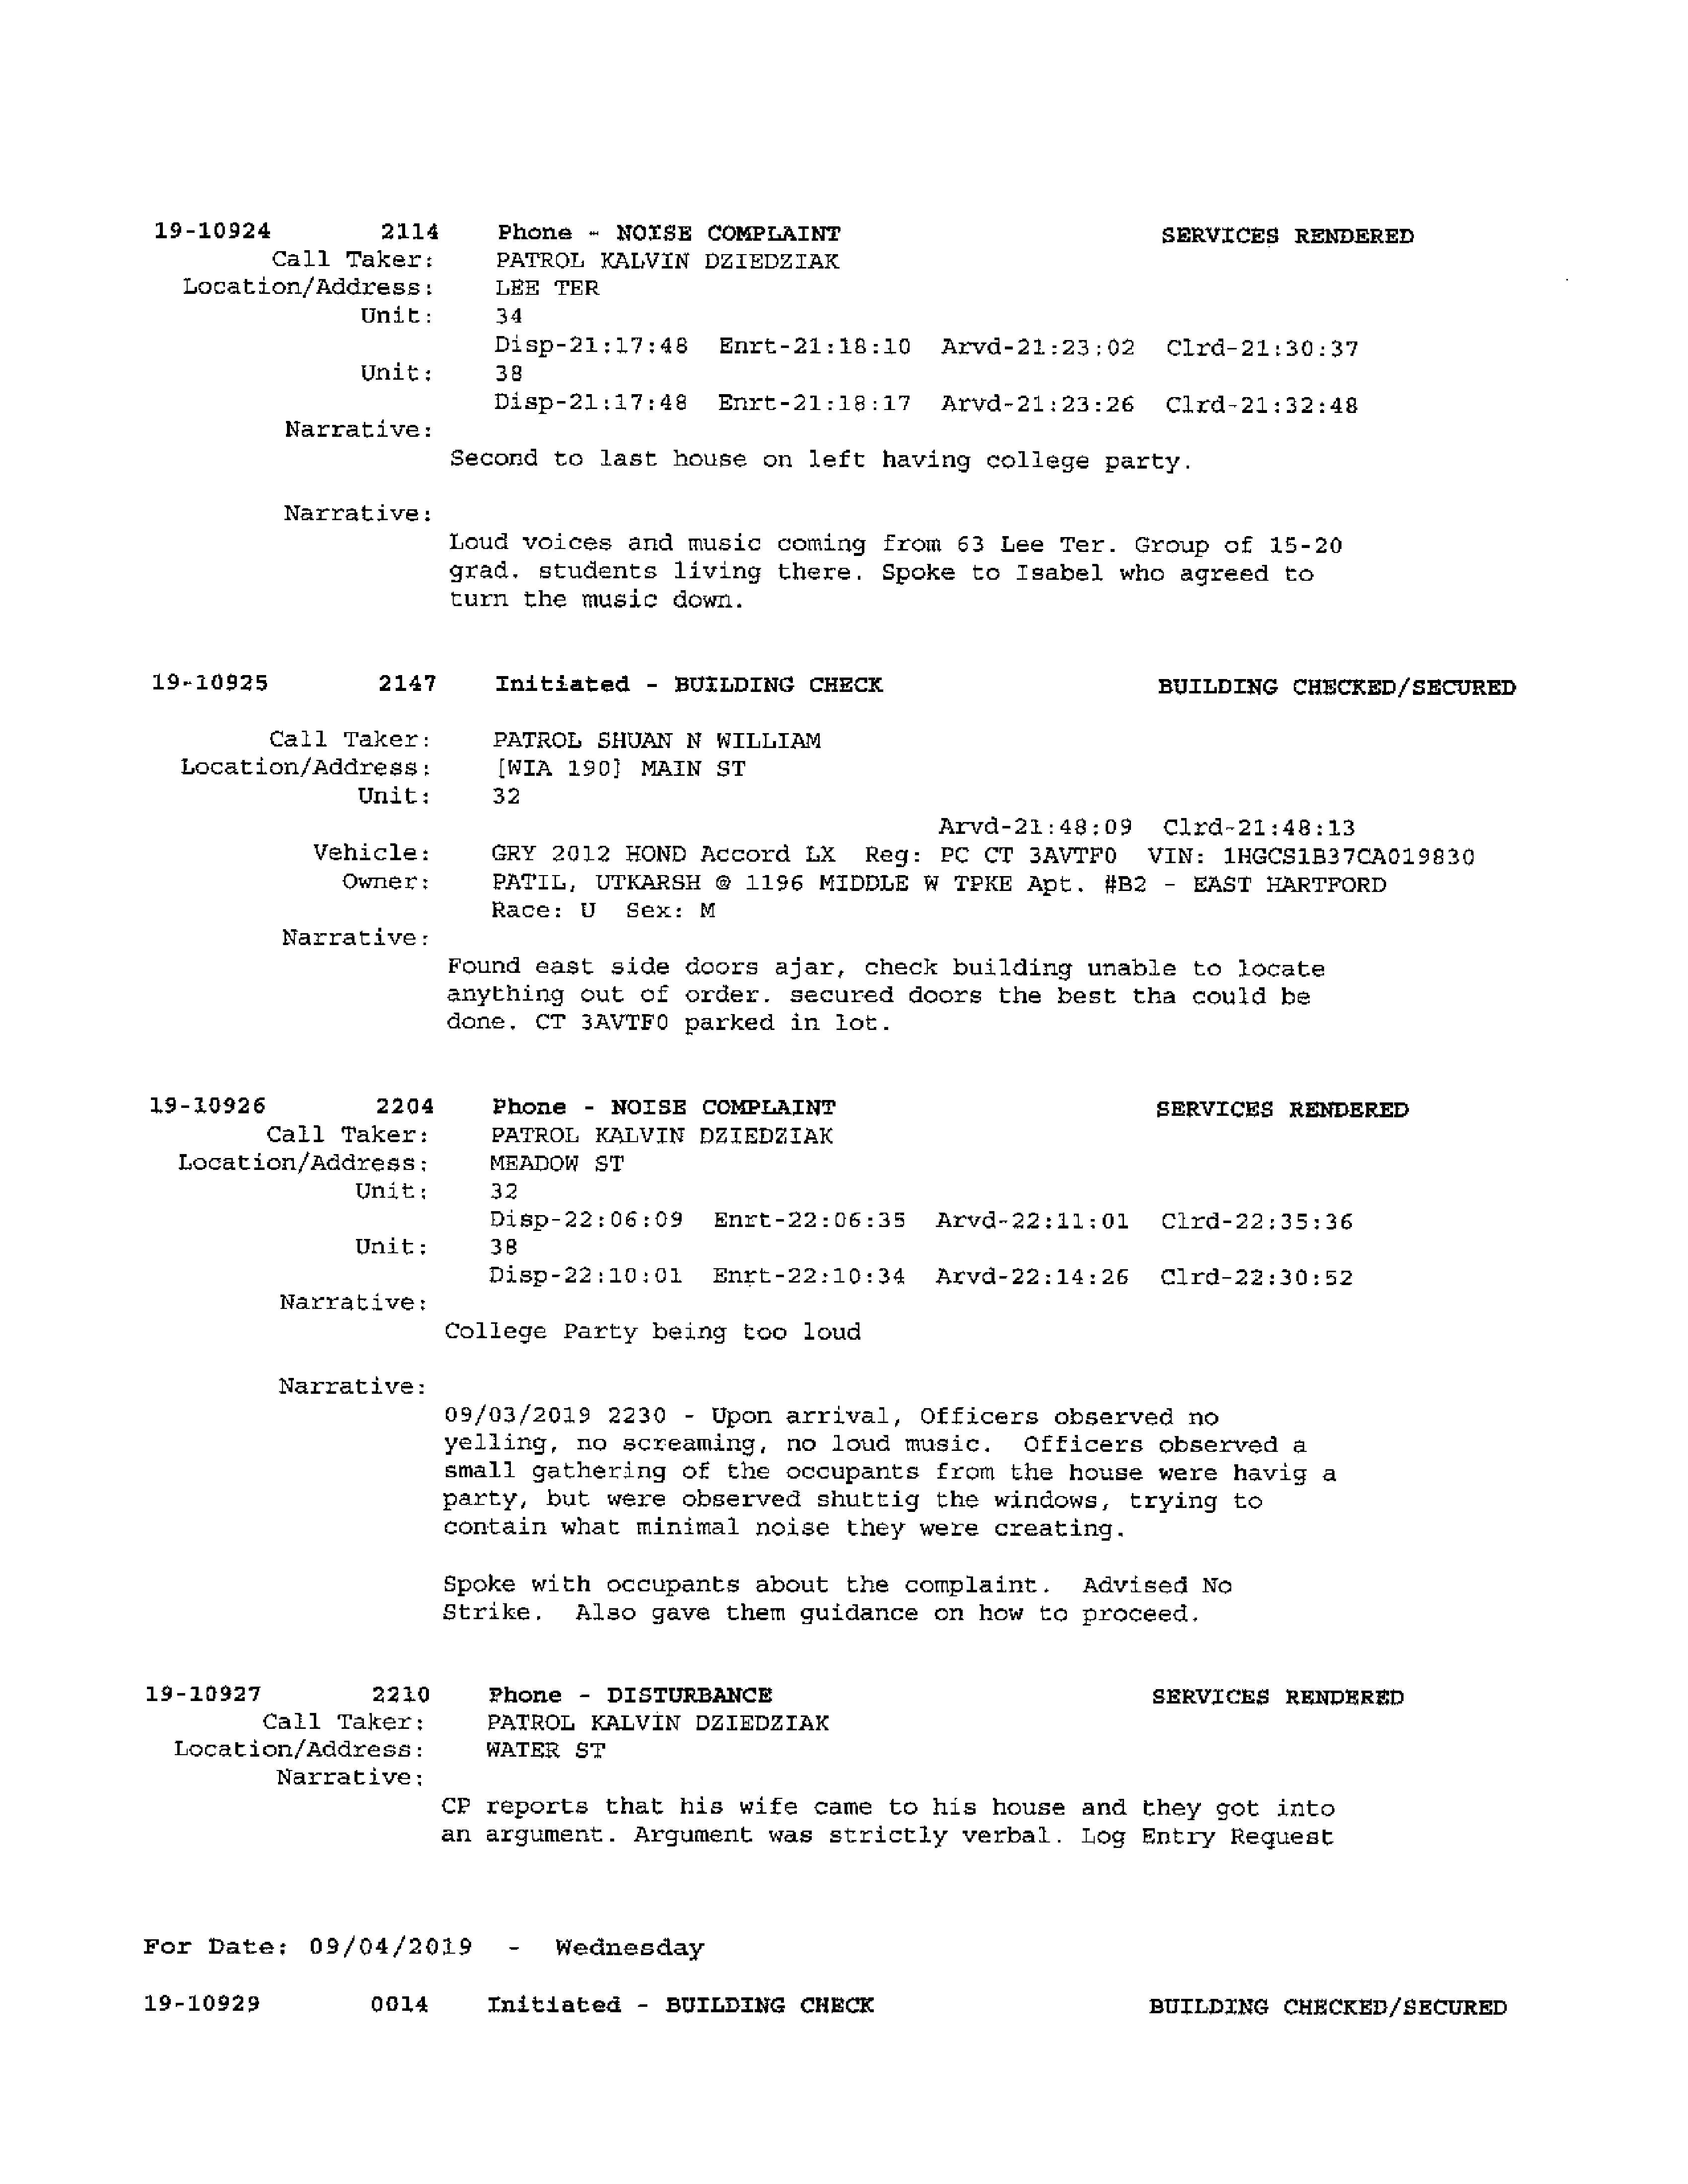 19-10924 2114 Phone - NOISE COMPLAINT SERVICES RENDERED
Call Taker: PATROL KALVIN DZIEDZIAK
Location/Address: LEE TER
Unit: 34
Disp-21:17:48 Enrt-21:18:10 Arvd-21:23:02 Clrd-21:30:37
Unit: 38
Disp-21:17:48 Enrt-21:18:17 Arvd-21:23:26 Clrd-21:32:48
Narrative:
Second to last house on left having college party.
Narrative:
Loud voices and music coming from 63 Lee Ter. Group of 15-20
grad. students living there. Spoke to Isabel who agreed to
turn the music down.
19-10925 2147 Initiated - BUILDING CHECK BUILDING CHECKED/SECURED
Call Taker: PATROL SHUAN N WILLIAM
Location/Address: [WIA 190] MAIN ST
Unit: 32
Arvd-21:48:09 Clrd-21:48:13
Vehicle: GRY 2012 HOND Accord LX Reg: PC CT 3AVTF0 VIN: 1HGCS1B37CA019830
Owner: PATIL, UTKARSH @ 1196 MIDDLE W TPKE Apt. #B2 - EAST HARTFORD
Race: U Sex: M
Narrative:
Found east side doors ajar, check building unable to locate
anything out of order. secured doors the best tha could be
done. CT 3AVTF0 parked in lot.
19-10926 2204 Phone - NOISE COMPLAINT SERVICES RENDERED
Call Taker: PATROL KALVIN DZIEDZIAK
Location/Address: MEADOW ST
Unit: 32
Disp-22:06:09 Enrt-22:06:35 Arvd-22:11:01 Clrd-22:35:36
Unit: 38
Disp-22:10:01 Enrt-22:10:34 Arvd-22:14:26 Clrd-22:30:52
Narrative:
College Party being too loud
Narrative:
09/03/2019 2230 - Upon arrival, Officers observed no
yelling, no screaming, no loud music. Officers observed a
small gathering of the occupants from the house were havig a
party, but were observed shuttig the windows, trying to
contain what minimal noise they were creating.
Spoke with occupants about the complaint. Advised No
Strike. Also gave them guidance on how to proceed.
19-10927 2210 Phone - DISTURBANCE SERVICES RENDERED
Call Taker: PATROL KALVIN DZIEDZIAK
Location/Address: WATER ST
Narrative:
CP reports that his wife came to his house and they got into
an argument. Argument was strictly verbal. Log Entry Request
For Date: 09/04/2019 - Wednesday
19-10929 0014 Initiated - BUILDING CHECK BUILDING CHECKED/SECURED